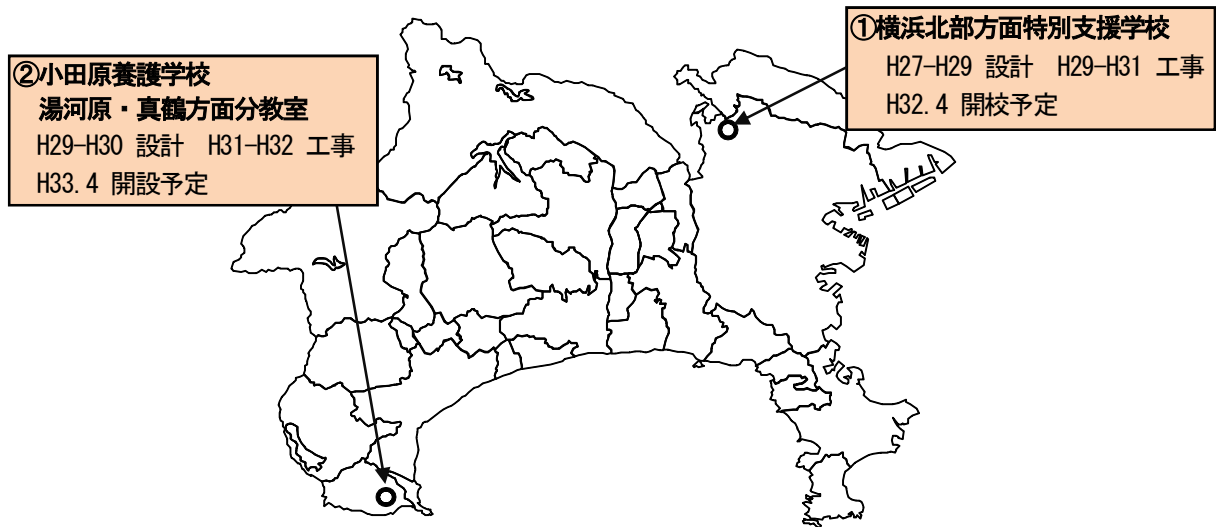 ①横浜北部方面特別支援学校
H27-H29 設計 H29-H31 工事
H32.4 開校予定
②小田原養護学校
湯河原・真鶴方面分教室
H29-H30 設計 H31-H32 工事
H33.4 開設予定